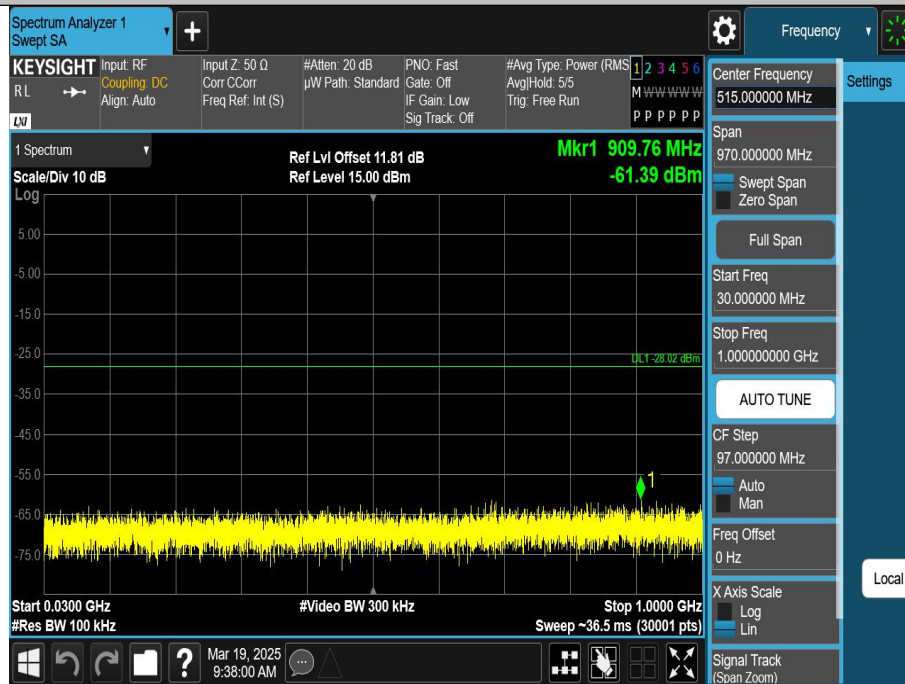 Spectrum Analyzer 1
Swept SA
Frequency
KEYSIGHT
RL
LXI
Input: RF
Coupling: DC
Align: Auto
Input Z: 50 Ω
Corr CCorr
Freq Ref: Int (S)
#Atten: 20 dB
µW Path: Standard
PNO: Fast
Gate: Off
IF Gain: Low
Sig Track: Off
#Avg Type: Power (RMS
Avg|Hold: 5/5
Trig: Free Run
1 2 3 4 5 6
M W W W W W
P P P P P P
1 Spectrum
Scale/Div 10 dB
Ref Lvl Offset 11.81 dB
Ref Level 15.00 dBm
Mkr1 909.76 MHz
-61.39 dBm
Log
5.00
-5.00
-15.0
-25.0
DL1 -28.02 dBm
-35.0
-45.0
-55.0
1
-65.0
-75.0
Start 0.0300 GHz
#Video BW 300 kHz
Stop 1.0000 GHz
#Res BW 100 kHz
Sweep ~36.5 ms (30001 pts)
Center Frequency
515.000000 MHz
Settings
Span
970.000000 MHz
Swept Span
Zero Span
Full Span
Start Freq
30.000000 MHz
Stop Freq
1.000000000 GHz
AUTO TUNE
CF Step
97.000000 MHz
Auto
Man
Freq Offset
0 Hz
Local
X Axis Scale
Log
Lin
Signal Track
(Span Zoom)
Mar 19, 2025
9:38:00 AM